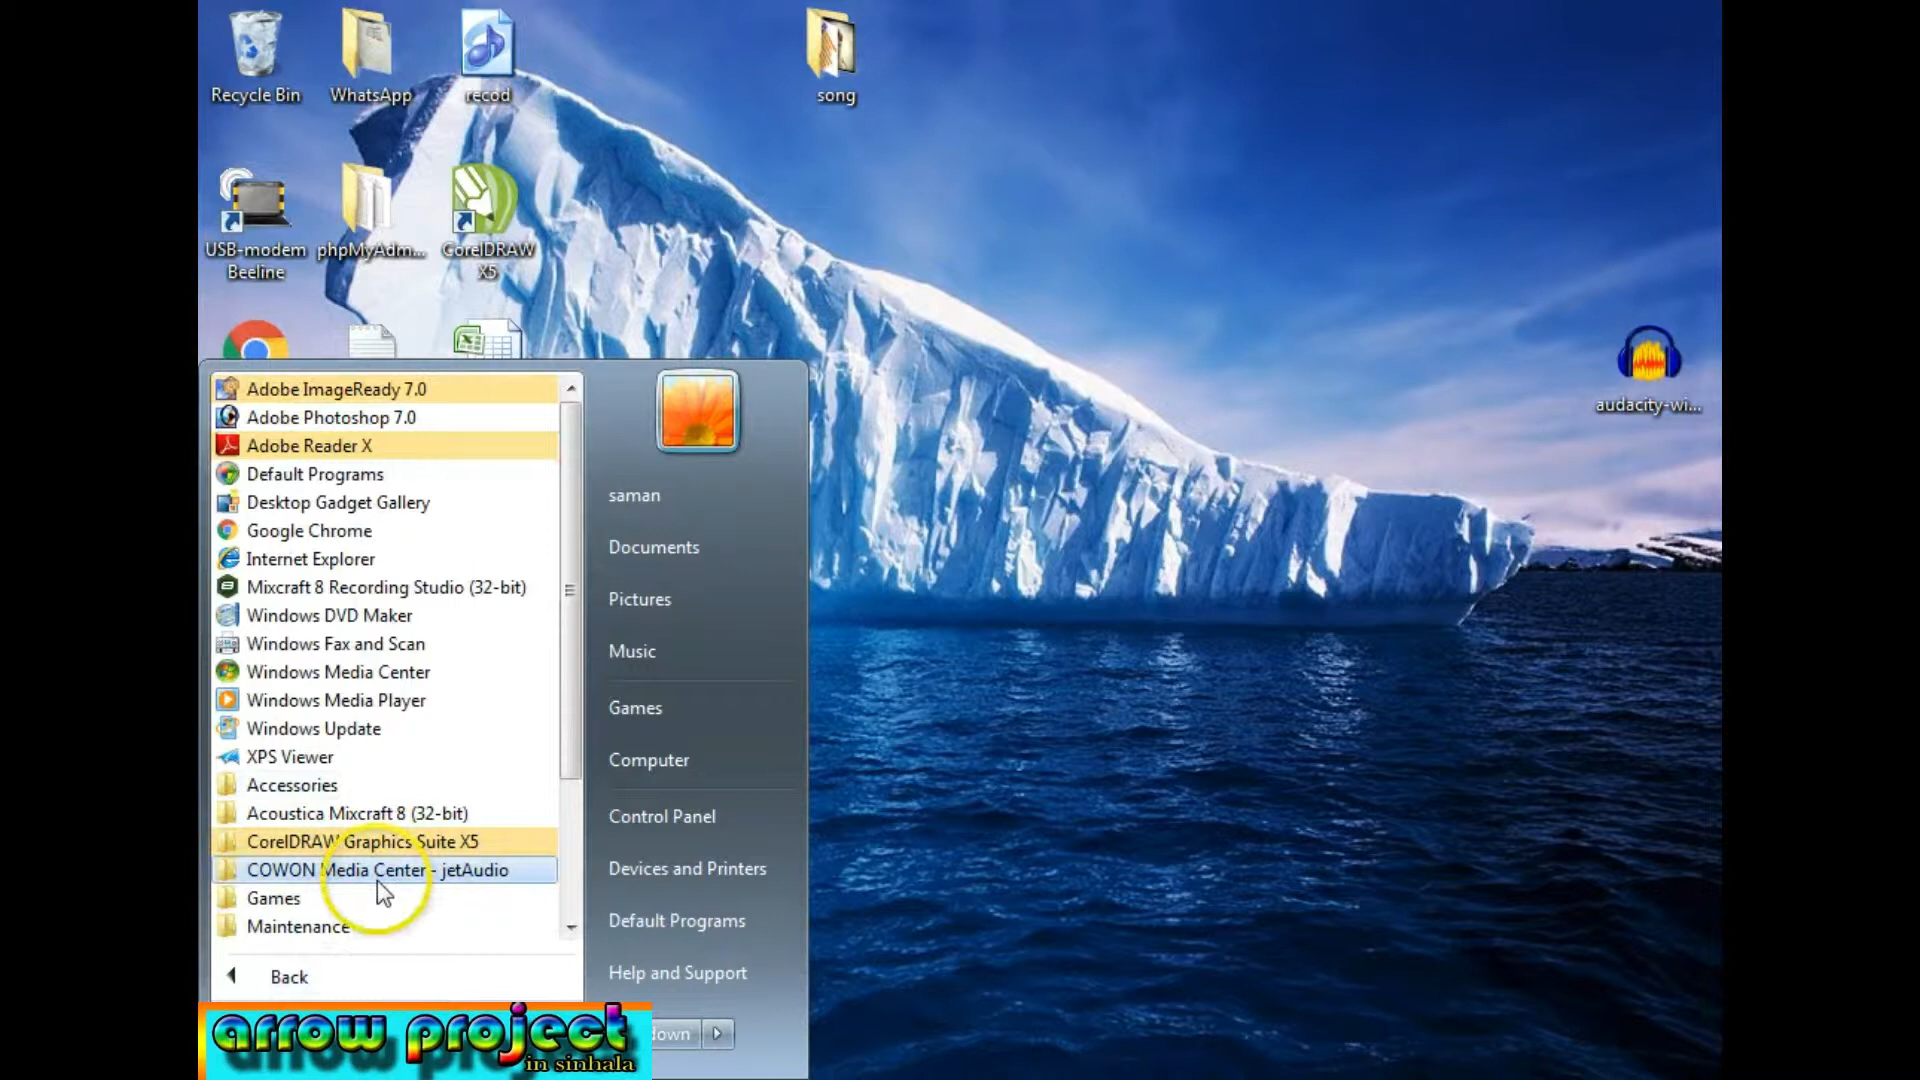 Recycle Bin
WhatsApp
recod
song
USB-modem
Beeline
phpMyAdm...
CorelDRAW
X5
audacity-wi...
Adobe ImageReady 7.0
Adobe Photoshop 7.0
Adobe Reader X
Default Programs
Desktop Gadget Gallery
Google Chrome
Internet Explorer
Mixcraft 8 Recording Studio (32-bit)
Windows DVD Maker
Windows Fax and Scan
Windows Media Center
Windows Media Player
Windows Update
XPS Viewer
Accessories
Acoustica Mixcraft 8 (32-bit)
CorelDRAW Graphics Suite X5
COWON Media Center - jetAudio
Games
Maintenance
Back
saman
Documents
Pictures
Music
Games
Computer
Control Panel
Devices and Printers
Default Programs
Help and Support
down
arrow project
in sinhala